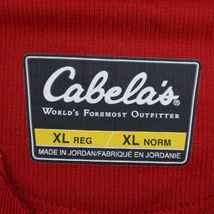 Cabela's®
WORLD'S FOREMOST OUTFITTER
XL REG / XL NORM
MADE IN JORDAN/FABRIQUÉ EN JORDANIE